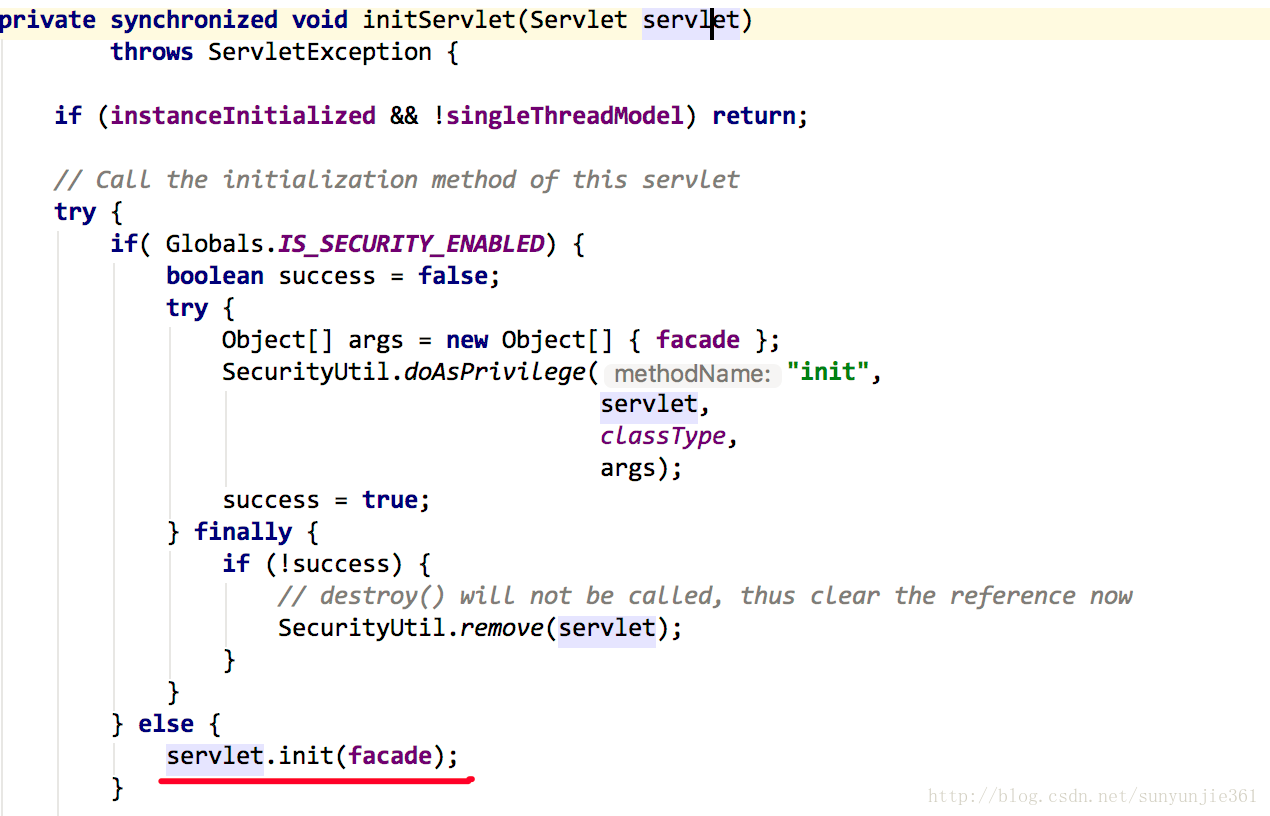 private synchronized void initServlet(Servlet servlet)
        throws ServletException {

    if (instanceInitialized && !singleThreadModel) return;

    // Call the initialization method of this servlet
    try {
        if( Globals.IS_SECURITY_ENABLED) {
            boolean success = false;
            try {
                Object[] args = new Object[] { facade };
                SecurityUtil.doAsPrivilege( methodName: "init",
                                           servlet,
                                           classType,
                                           args);
                success = true;
            } finally {
                if (!success) {
                    // destroy() will not be called, thus clear the reference now
                    SecurityUtil.remove(servlet);
                }
            }
        } else {
            servlet.init(facade);
        }
http://blog.csdn.net/sunyunjie361